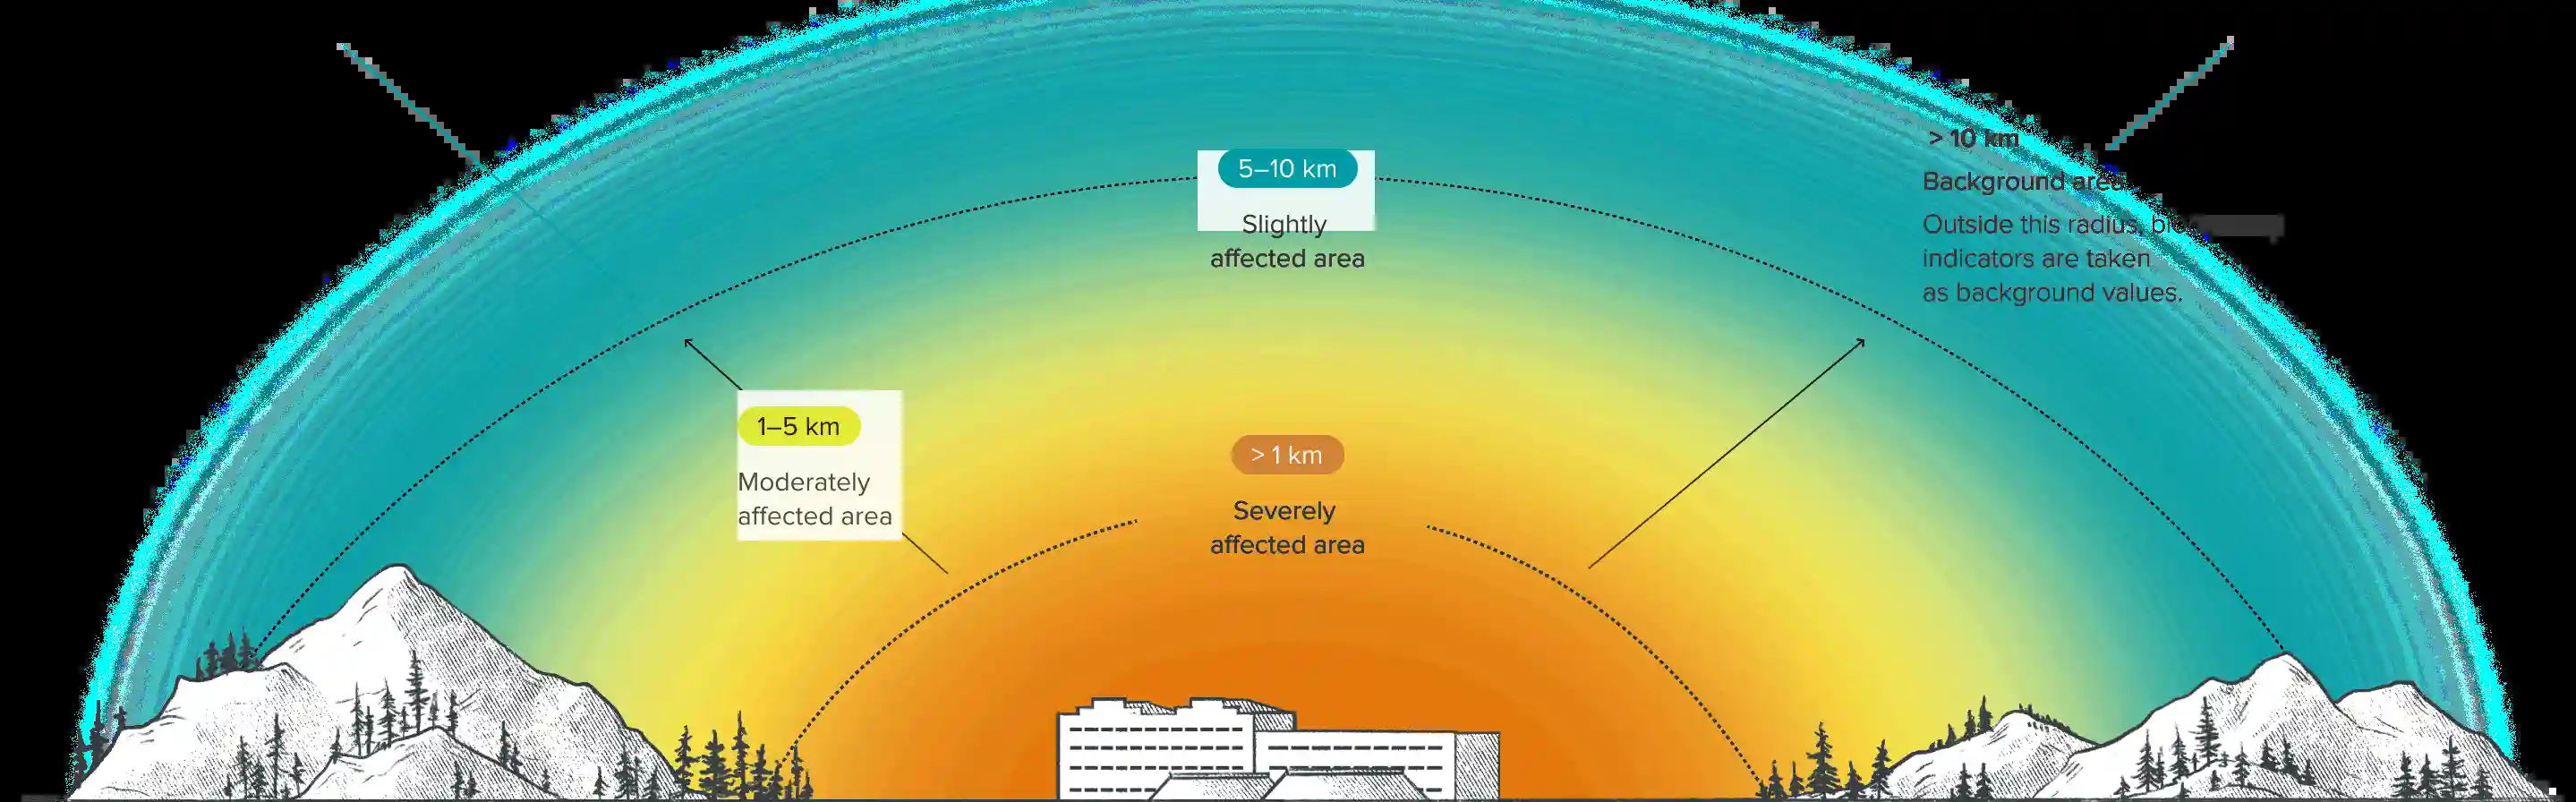 5–10 km
Slightly
affected area
> 10 km
Background area
Outside this radius,
indicators are taken
as background values.
1–5 km
Moderately
affected area
> 1 km
Severely
affected area